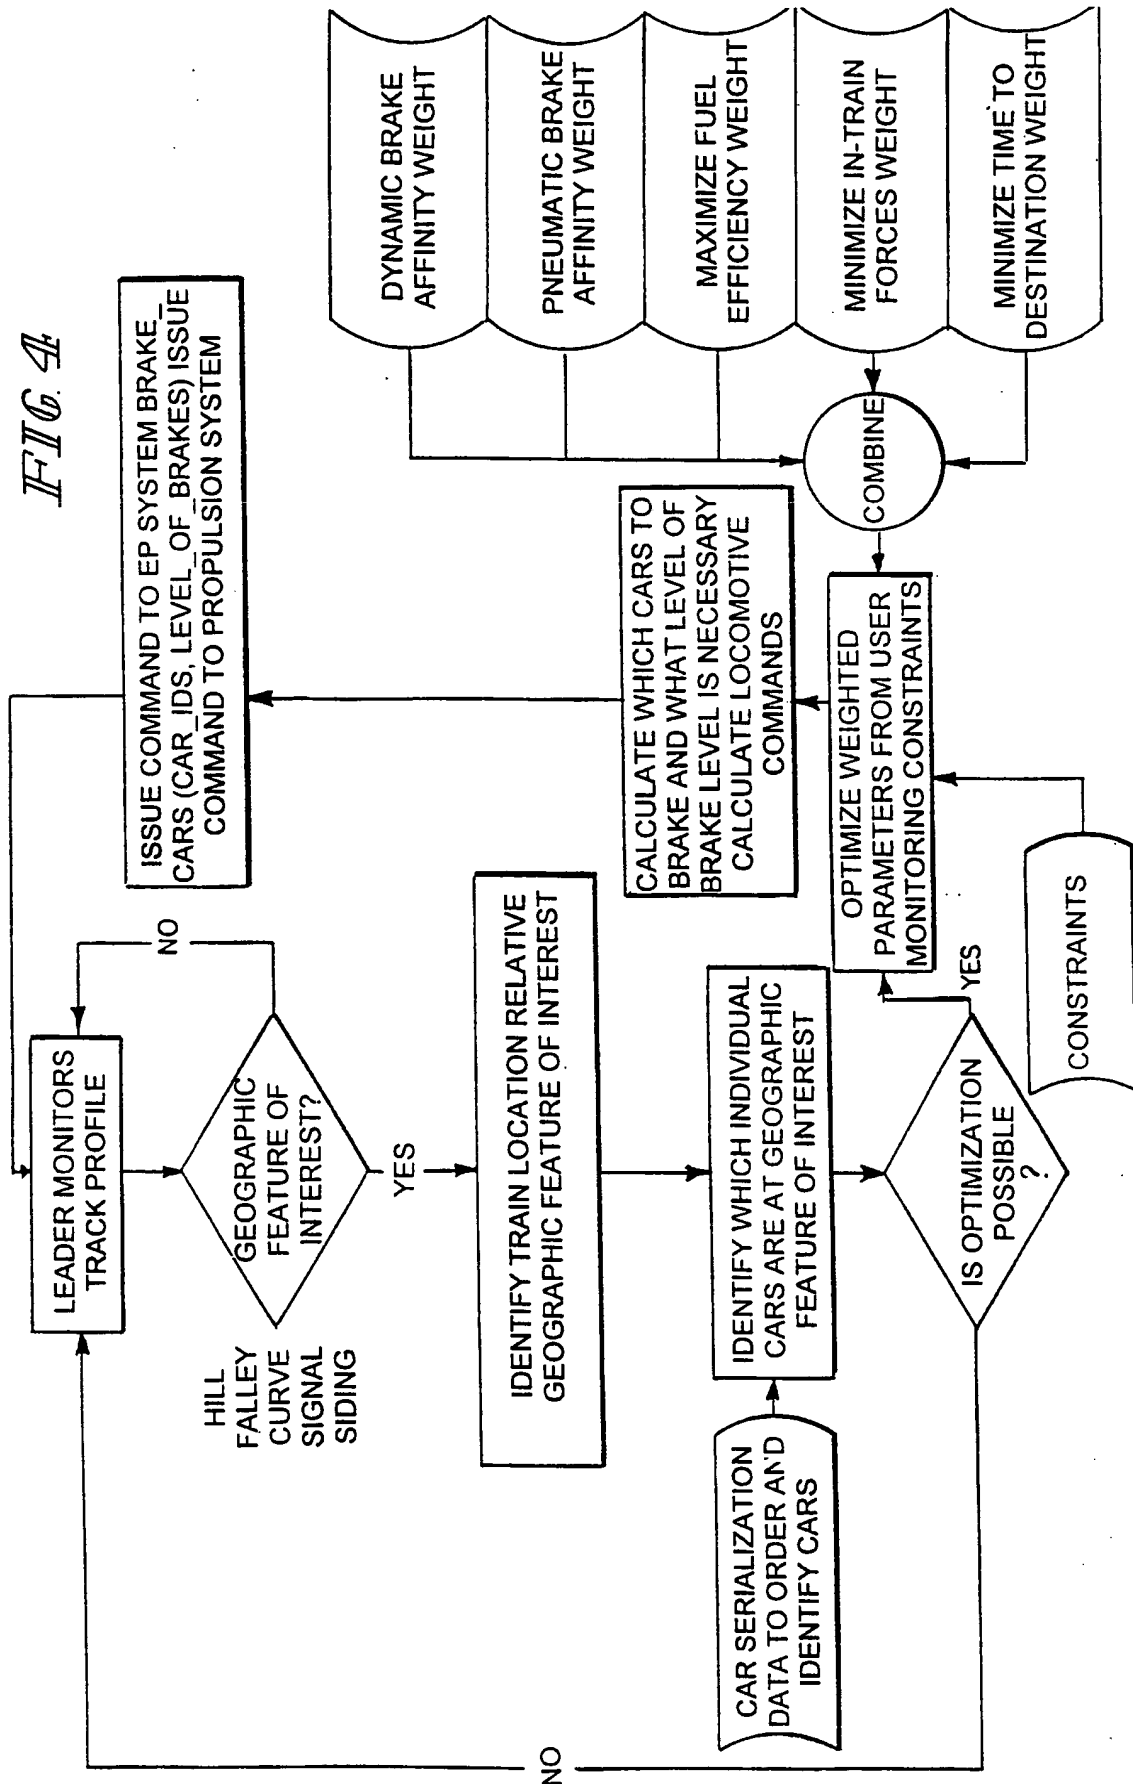 FIG. 4
LEADER MONITORS
TRACK PROFILE
NO
GEOGRAPHIC
FEATURE OF
INTEREST?
HILL
FALLEY
CURVE
SIGNAL
SIDING
YES
IDENTIFY TRAIN LOCATION RELATIVE
GEOGRAPHIC FEATURE OF INTEREST
CAR SERIALIZATION
DATA TO ORDER AND
IDENTIFY CARS
IDENTIFY WHICH INDIVIDUAL
CARS ARE AT GEOGRAPHIC
FEATURE OF INTEREST
IS OPTIMIZATION
POSSIBLE
?
NO
YES
CONSTRAINTS
OPTIMIZE WEIGHTED
PARAMETERS FROM USER
MONITORING CONSTRAINTS
CALCULATE WHICH CARS TO
BRAKE AND WHAT LEVEL OF
BRAKE LEVEL IS NECESSARY
CALCULATE LOCOMOTIVE
COMMANDS
ISSUE COMMAND TO EP SYSTEM BRAKE_
CARS (CAR_IDS, LEVEL_OF_BRAKES) ISSUE
COMMAND TO PROPULSION SYSTEM
COMBINE
DYNAMIC BRAKE
AFFINITY WEIGHT
PNEUMATIC BRAKE
AFFINITY WEIGHT
MAXIMIZE FUEL
EFFICIENCY WEIGHT
MINIMIZE IN-TRAIN
FORCES WEIGHT
MINIMIZE TIME TO
DESTINATION WEIGHT